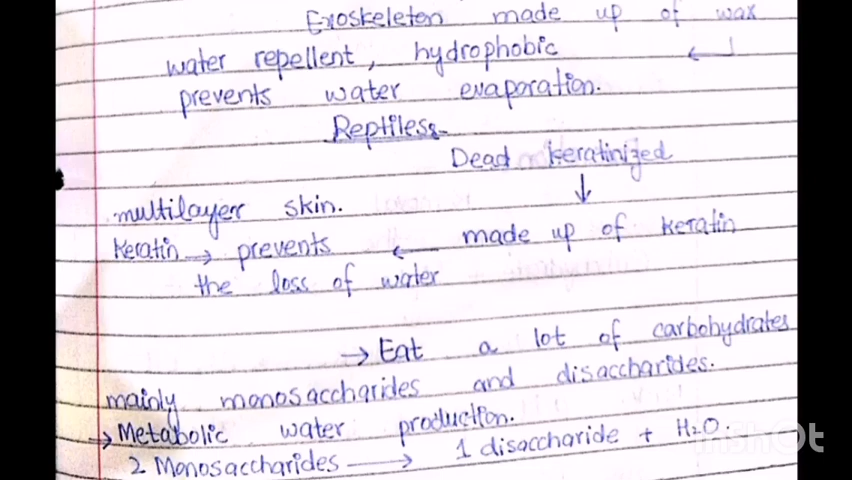 Exoskeleton made up of wax
water repellent, hydrophobic ←
prevents water evaporation.
Reptiles:-
Dead keratinized
↓
multilayer skin.
Keratin → prevents ← made up of keratin
the loss of water
→ Eat a lot of carbohydrates
mainly monosaccharides and disaccharides.
→ Metabolic water production.
2 Monosaccharides → 1 disaccharide + H2O.